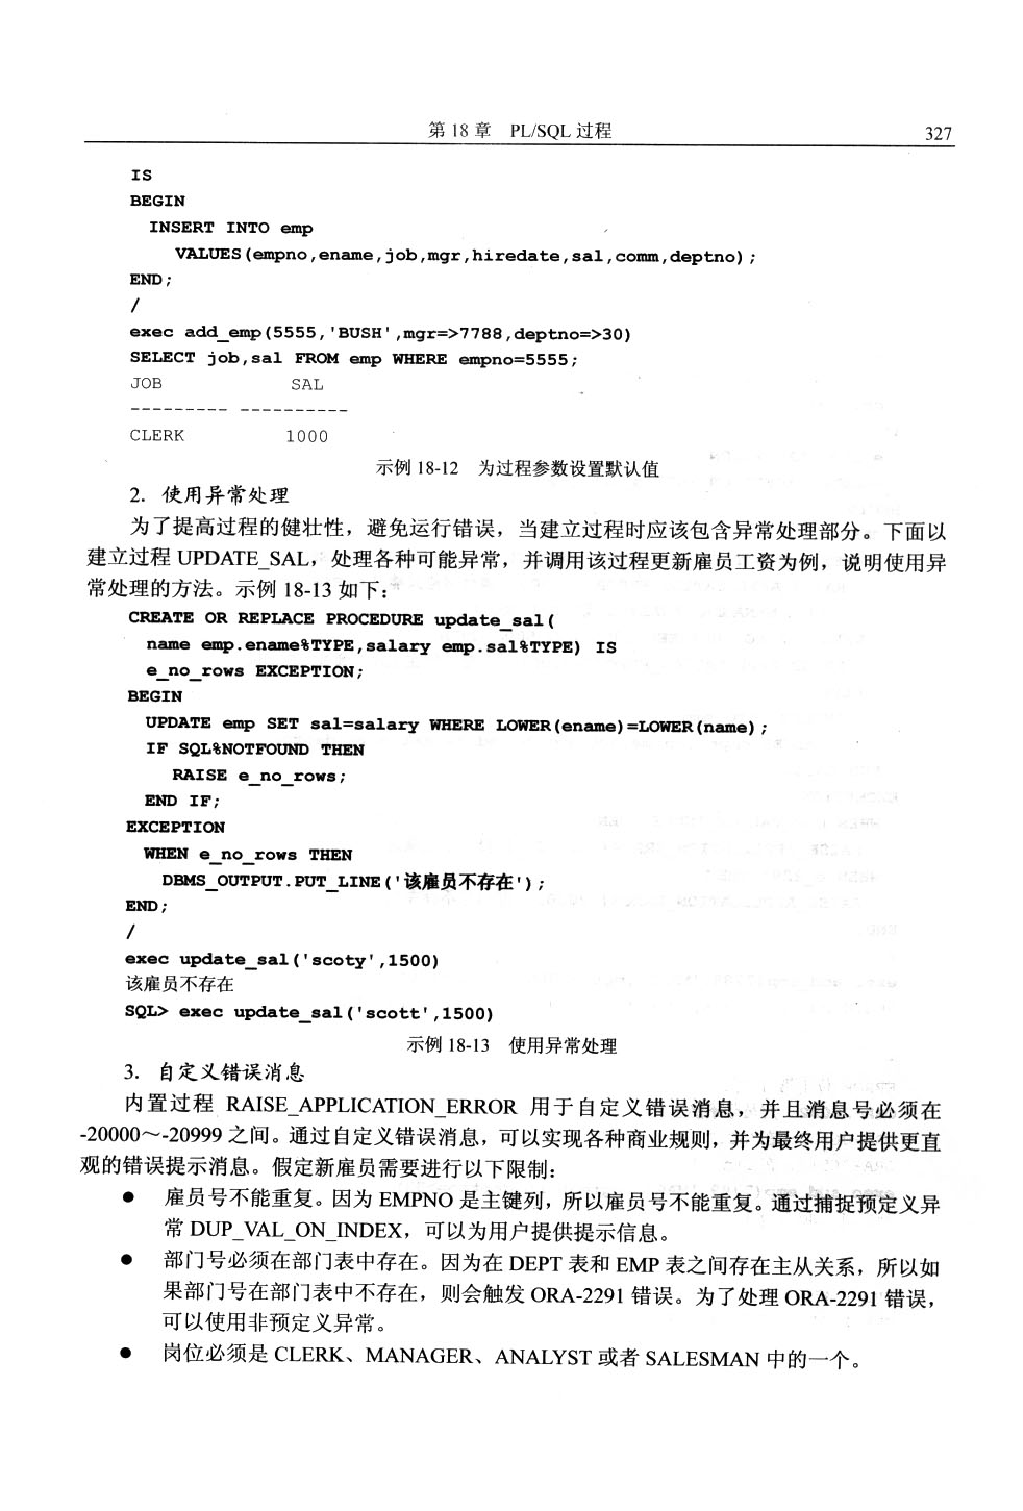 第 18 章 PL/SQL 过程 327
IS
BEGIN
INSERT INTO emp
VALUES(empno,ename,job,mgr,hiredate,sal,comm,deptno);
END;
/
exec add_emp(5555,'BUSH',mgr=>7788,deptno=>30)
SELECT job,sal FROM emp WHERE empno=5555;
JOB SAL
--------- ----------
CLERK 1000
示例 18-12 为过程参数设置默认值
2. 使用异常处理
为了提高过程的健壮性，避免运行错误，当建立过程时应该包含异常处理部分。下面以
建立过程 UPDATE_SAL，处理各种可能异常，并调用该过程更新雇员工资为例，说明使用异
常处理的方法。示例 18-13 如下：
CREATE OR REPLACE PROCEDURE update_sal(
name emp.ename%TYPE,salary emp.sal%TYPE) IS
e_no_rows EXCEPTION;
BEGIN
UPDATE emp SET sal=salary WHERE LOWER(ename)=LOWER(name);
IF SQL%NOTFOUND THEN
RAISE e_no_rows;
END IF;
EXCEPTION
WHEN e_no_rows THEN
DBMS_OUTPUT.PUT_LINE('该雇员不存在');
END;
/
exec update_sal('scoty',1500)
该雇员不存在
SQL> exec update_sal('scott',1500)
示例 18-13 使用异常处理
3. 自定义错误消息
内置过程 RAISE_APPLICATION_ERROR 用于自定义错误消息，并且消息号必须在
-20000～-20999 之间。通过自定义错误消息，可以实现各种商业规则，并为最终用户提供更直
观的错误提示消息。假定新雇员需要进行以下限制：
● 雇员号不能重复。因为 EMPNO 是主键列，所以雇员号不能重复。通过捕捉预定义异
常 DUP_VAL_ON_INDEX，可以为用户提供提示信息。
● 部门号必须在部门表中存在。因为在 DEPT 表和 EMP 表之间存在主从关系，所以如
果部门号在部门表中不存在，则会触发 ORA-2291 错误。为了处理 ORA-2291 错误，
可以使用非预定义异常。
● 岗位必须是 CLERK、MANAGER、ANALYST 或者 SALESMAN 中的一个。